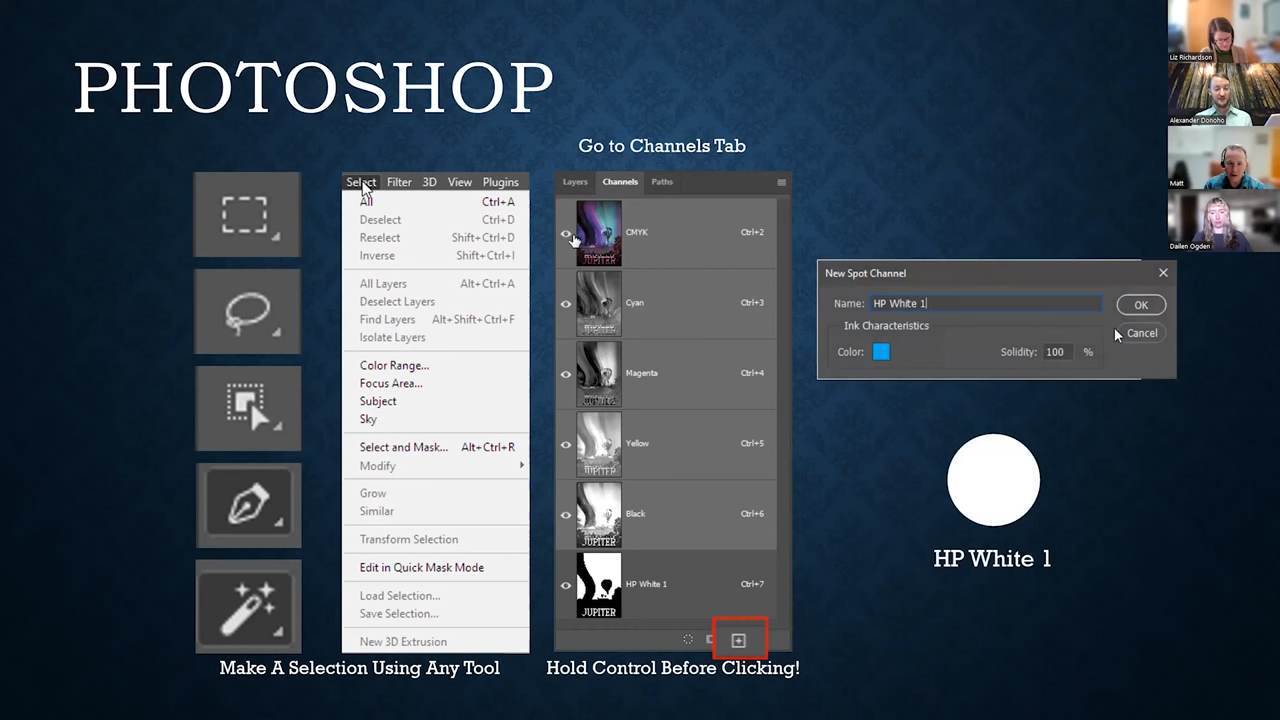 PHOTOSHOP
Go to Channels Tab
Select Filter 3D View Plugins
All Ctrl+A
Deselect Ctrl+D
Reselect Shift+Ctrl+D
Inverse Shift+Ctrl+I
All Layers Alt+Ctrl+A
Deselect Layers
Find Layers Alt+Shift+Ctrl+F
Isolate Layers
Color Range...
Focus Area...
Subject
Sky
Select and Mask... Alt+Ctrl+R
Modify
Grow
Similar
Transform Selection
Edit in Quick Mask Mode
Load Selection...
Save Selection...
New 3D Extrusion
Make A Selection Using Any Tool
Layers Channels Paths
CMYK Ctrl+2
JUPITER
Cyan Ctrl+3
JUPITER
Magenta Ctrl+4
Yellow Ctrl+5
JUPITER
Black Ctrl+6
JUPITER
HP White 1 Ctrl+7
JUPITER
Hold Control Before Clicking!
New Spot Channel
Name: HP White 1 OK
Ink Characteristics
Cancel
Color: Solidity: 100 %
HP White 1
Liz Richardson
Alexander Donoho
Matt
Dailen Ogden